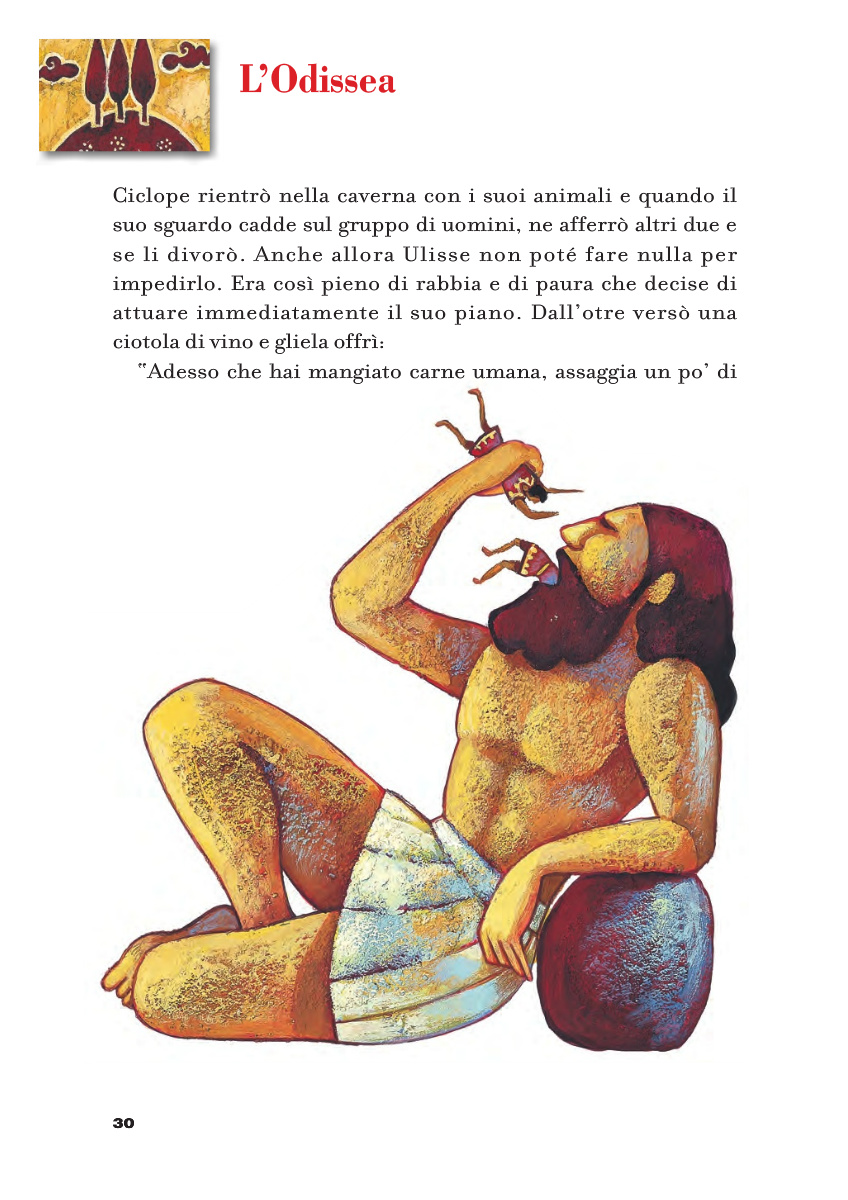 L’Odissea
Ciclope rientrò nella caverna con i suoi animali e quando il
suo sguardo cadde sul gruppo di uomini, ne afferrò altri due e
se li divorò. Anche allora Ulisse non poté fare nulla per
impedirlo. Era così pieno di rabbia e di paura che decise di
attuare immediatamente il suo piano. Dall’otre versò una
ciotola di vino e gliela offrì:
‟Adesso che hai mangiato carne umana, assaggia un po’ di
30